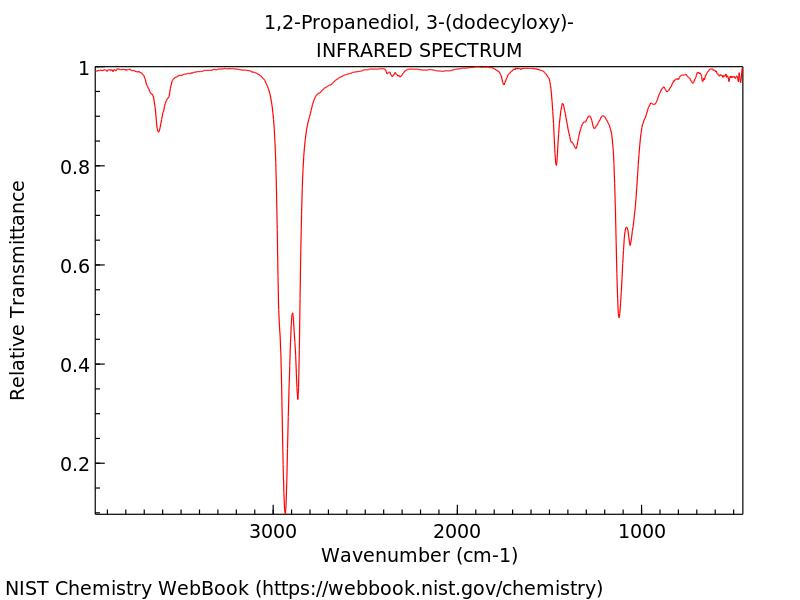 1,2-Propanediol, 3-(dodecyloxy)-
INFRARED SPECTRUM
1
0.8
0.6
0.4
0.2
Relative Transmittance
3000 2000 1000
Wavenumber (cm-1)
NIST Chemistry WebBook (https://webbook.nist.gov/chemistry)